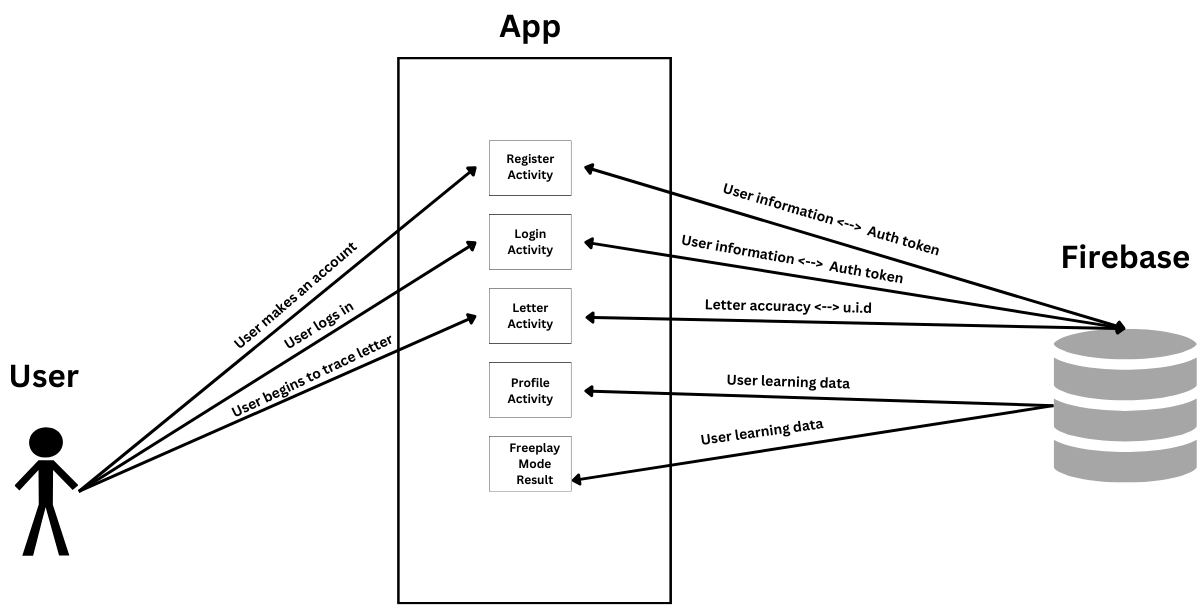 App
Register
Activity
User information <--> Auth token
User makes an account
Login
Activity
User information <--> Auth token
Firebase
User logs in
Letter
Activity
Letter accuracy <--> u.i.d
User begins to trace letter
User
Profile
Activity
User learning data
Freeplay
Mode
Result
User learning data